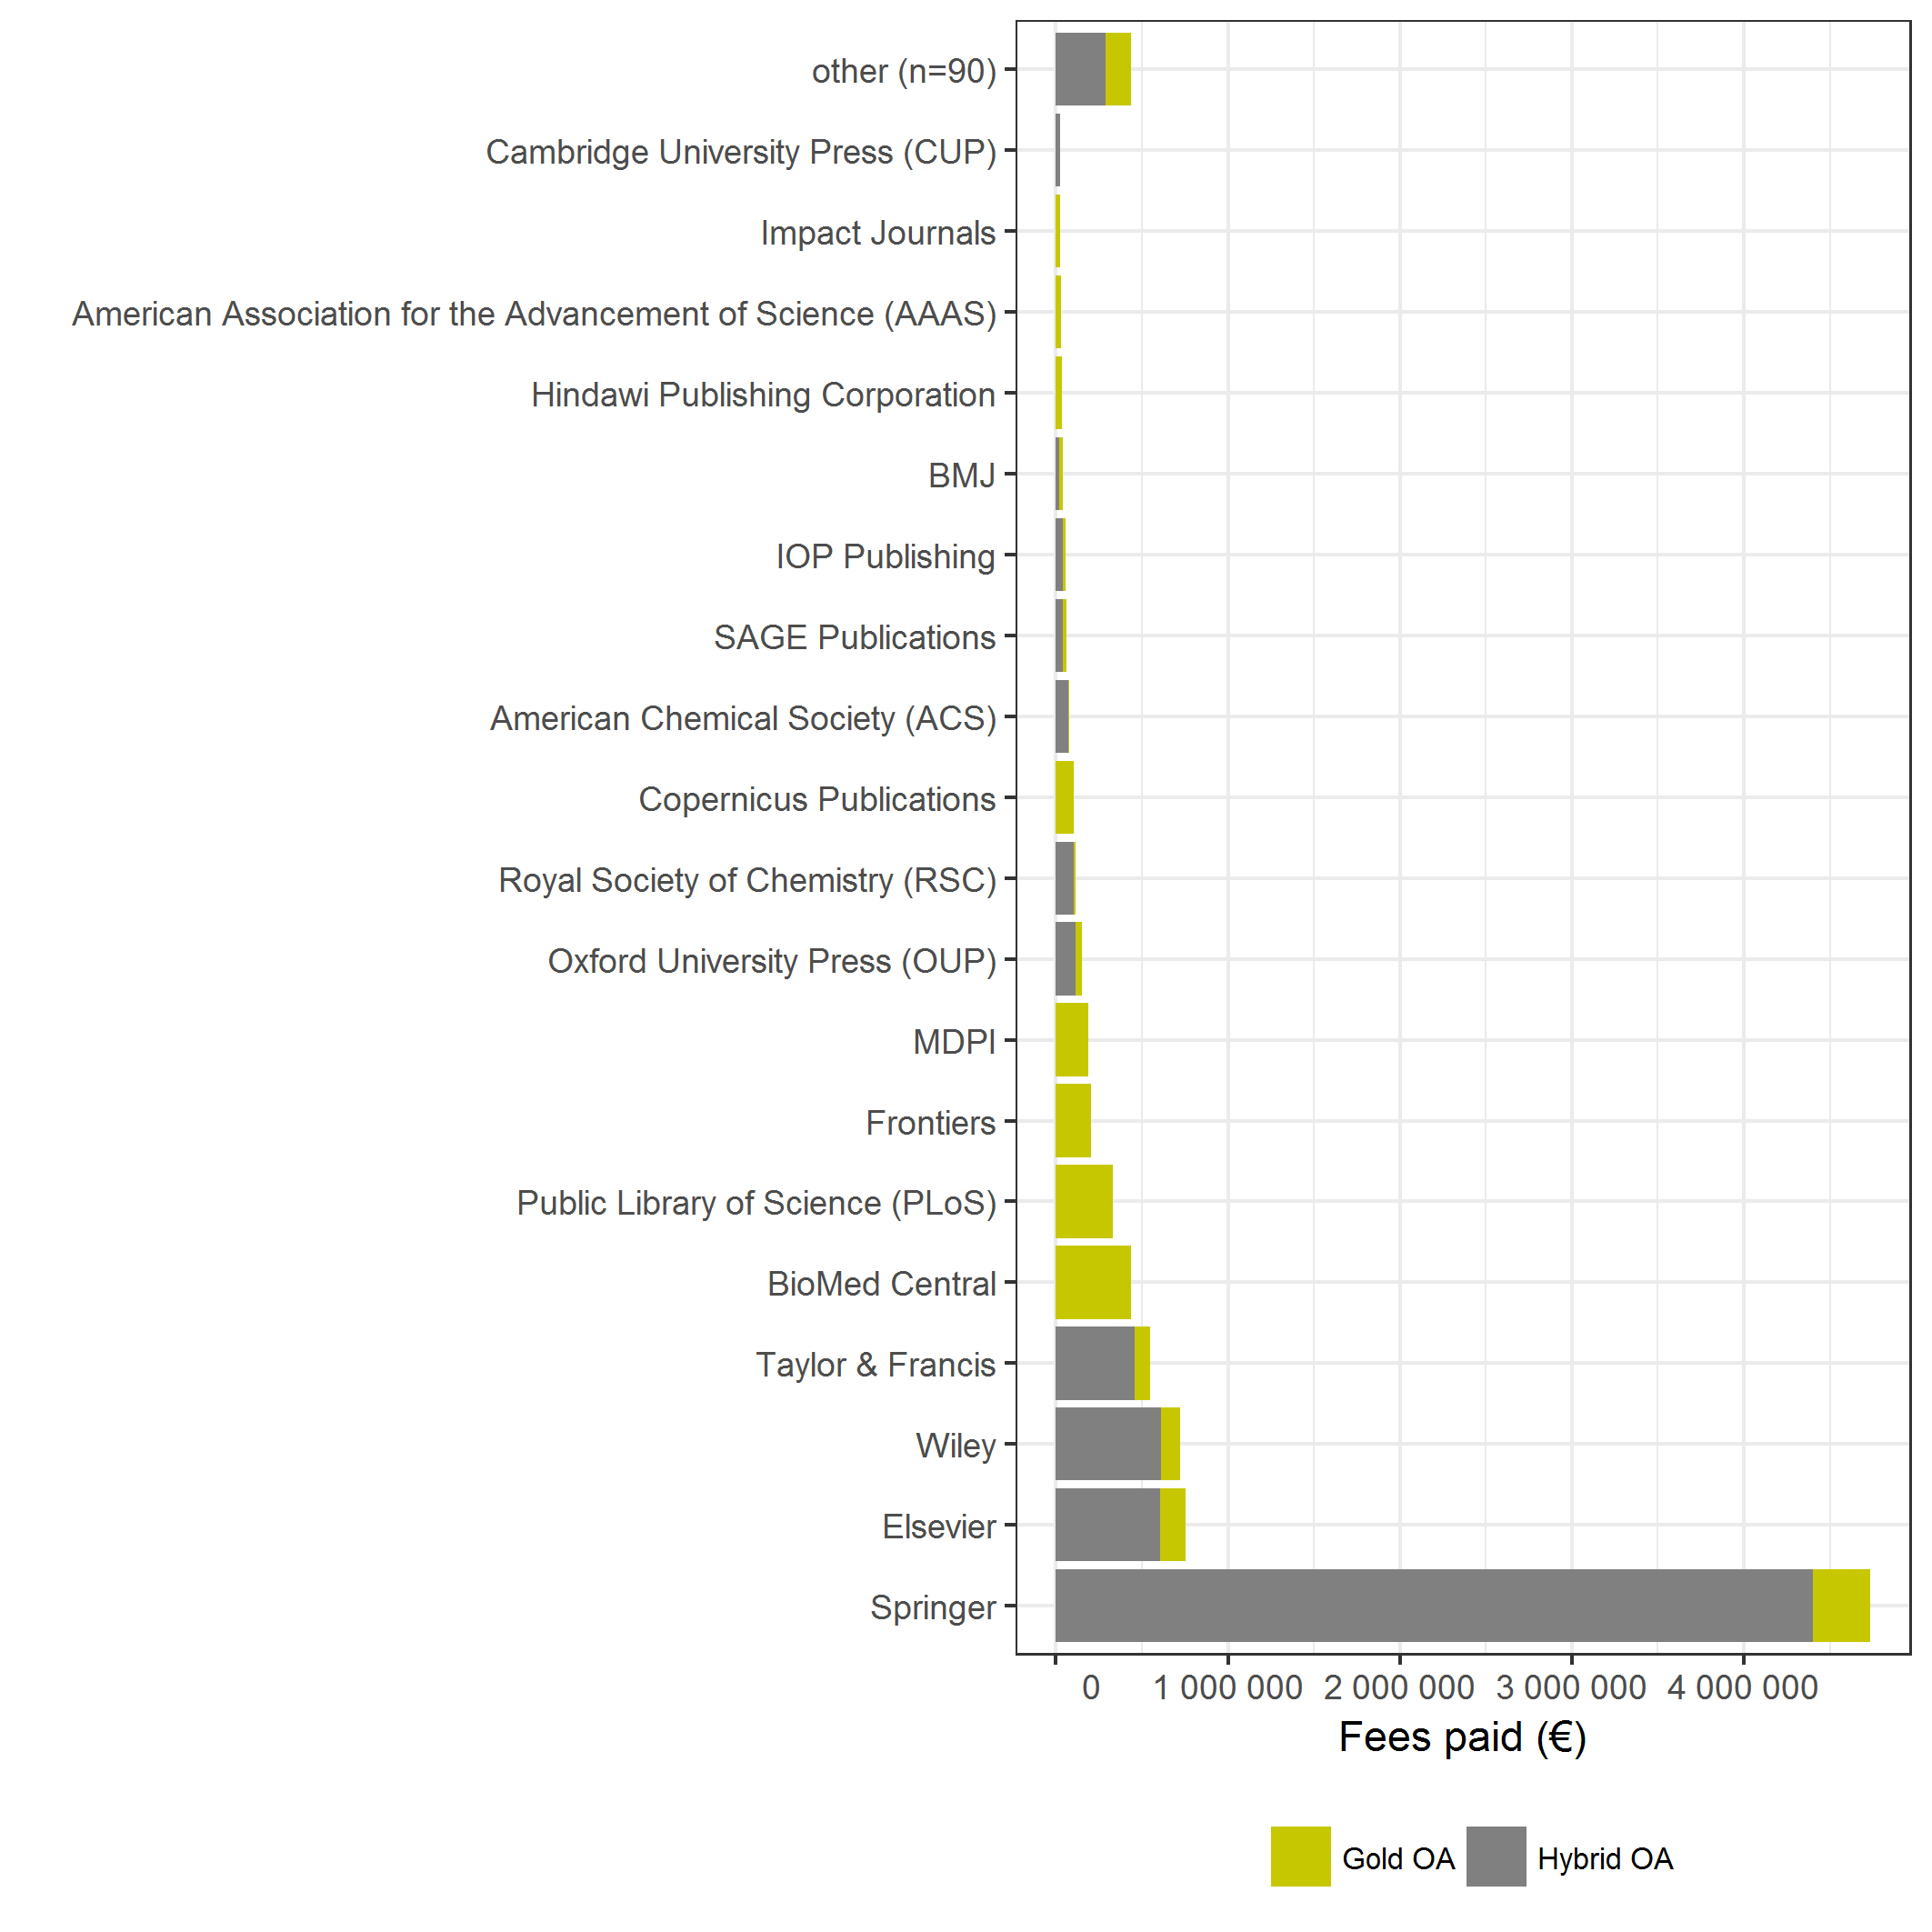 other (n=90)
Cambridge University Press (CUP)
Impact Journals
American Association for the Advancement of Science (AAAS)
Hindawi Publishing Corporation
BMJ
IOP Publishing
SAGE Publications
American Chemical Society (ACS)
Copernicus Publications
Royal Society of Chemistry (RSC)
Oxford University Press (OUP)
MDPI
Frontiers
Public Library of Science (PLoS)
BioMed Central
Taylor & Francis
Wiley
Elsevier
Springer
0 1 000 000 2 000 000 3 000 000 4 000 000
Fees paid (€)
Gold OA Hybrid OA